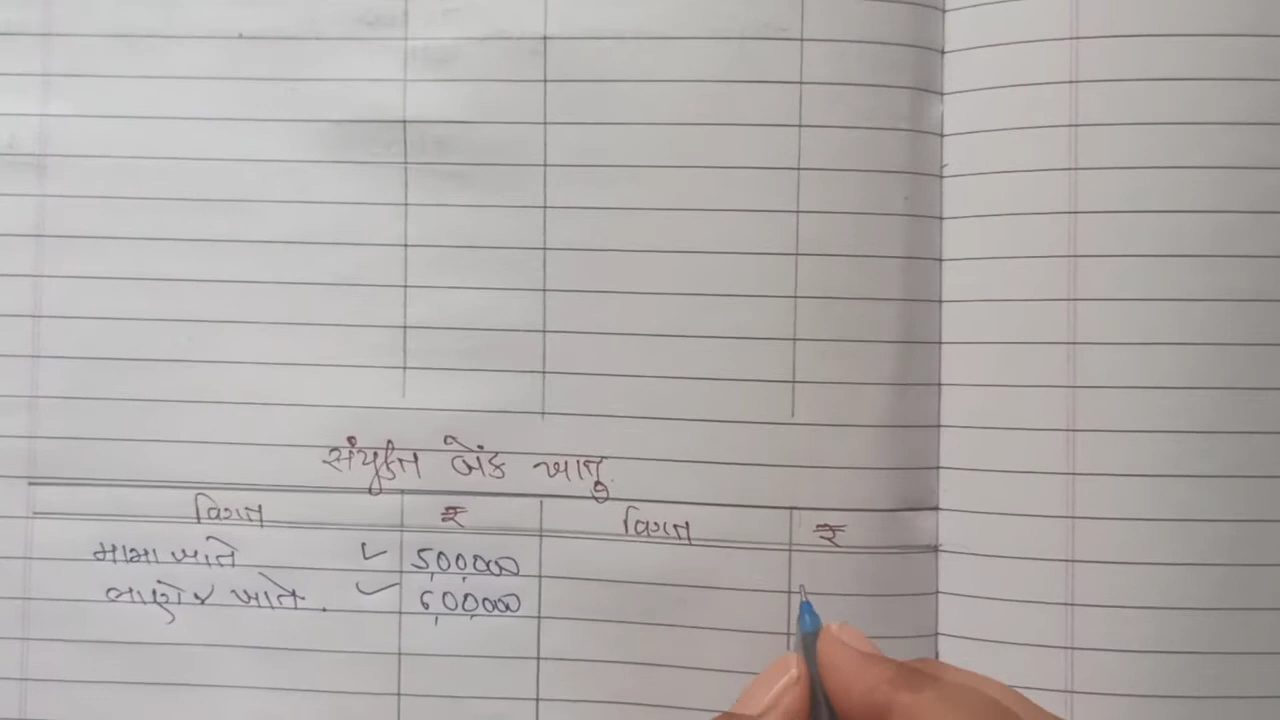 સંયુક્ત બેંક ખાતુ.
વિગત ₹ વિગત ₹
મામા ખાતે ✓ 5,00,000
ભાણેજ ખાતે. ✓ 6,00,000